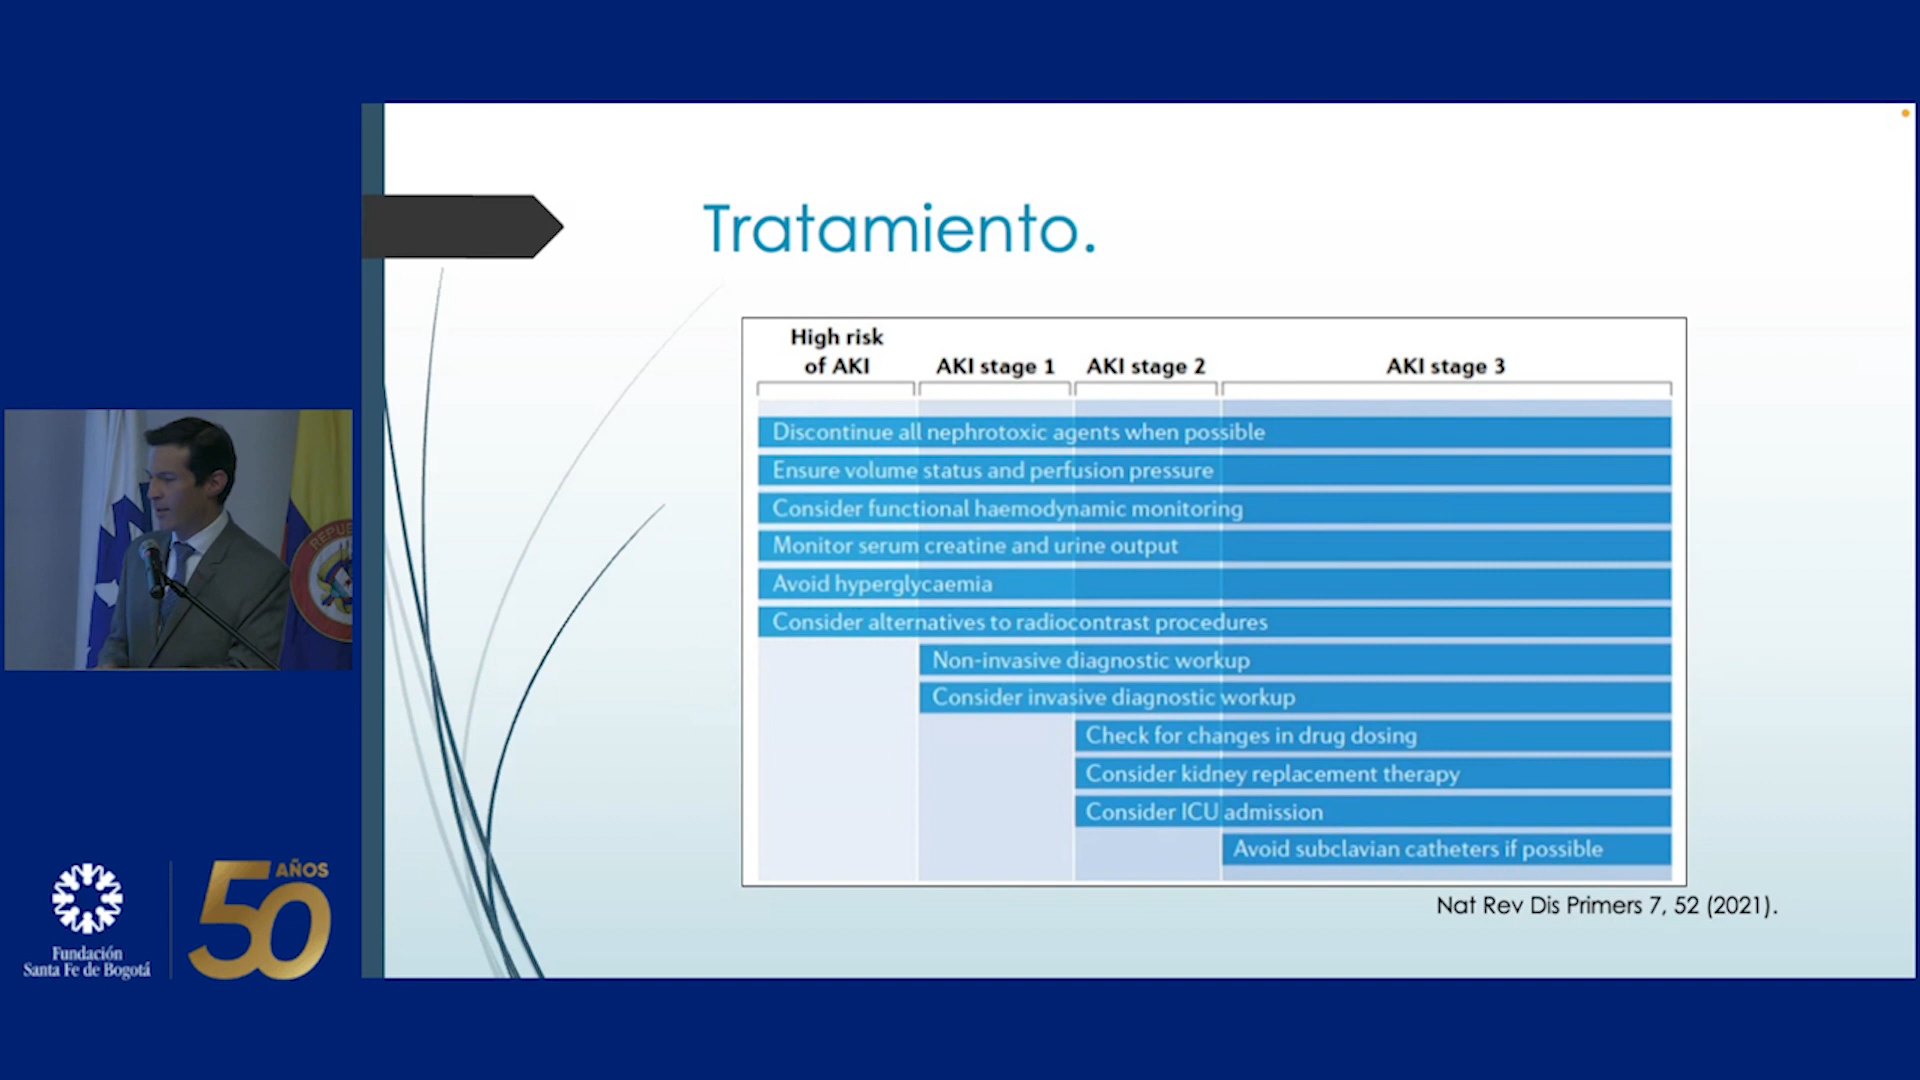 Tratamiento.
High risk
of AKI
AKI stage 1
AKI stage 2
AKI stage 3
Discontinue all nephrotoxic agents when possible
Ensure volume status and perfusion pressure
Consider functional haemodynamic monitoring
Monitor serum creatine and urine output
Avoid hyperglycaemia
Consider alternatives to radiocontrast procedures
Non-invasive diagnostic workup
Consider invasive diagnostic workup
Check for changes in drug dosing
Consider kidney replacement therapy
Consider ICU admission
Avoid subclavian catheters if possible
Nat Rev Dis Primers 7, 52 (2021).
REPUB
Fundación
Santa Fe de Bogotá
50
AÑOS